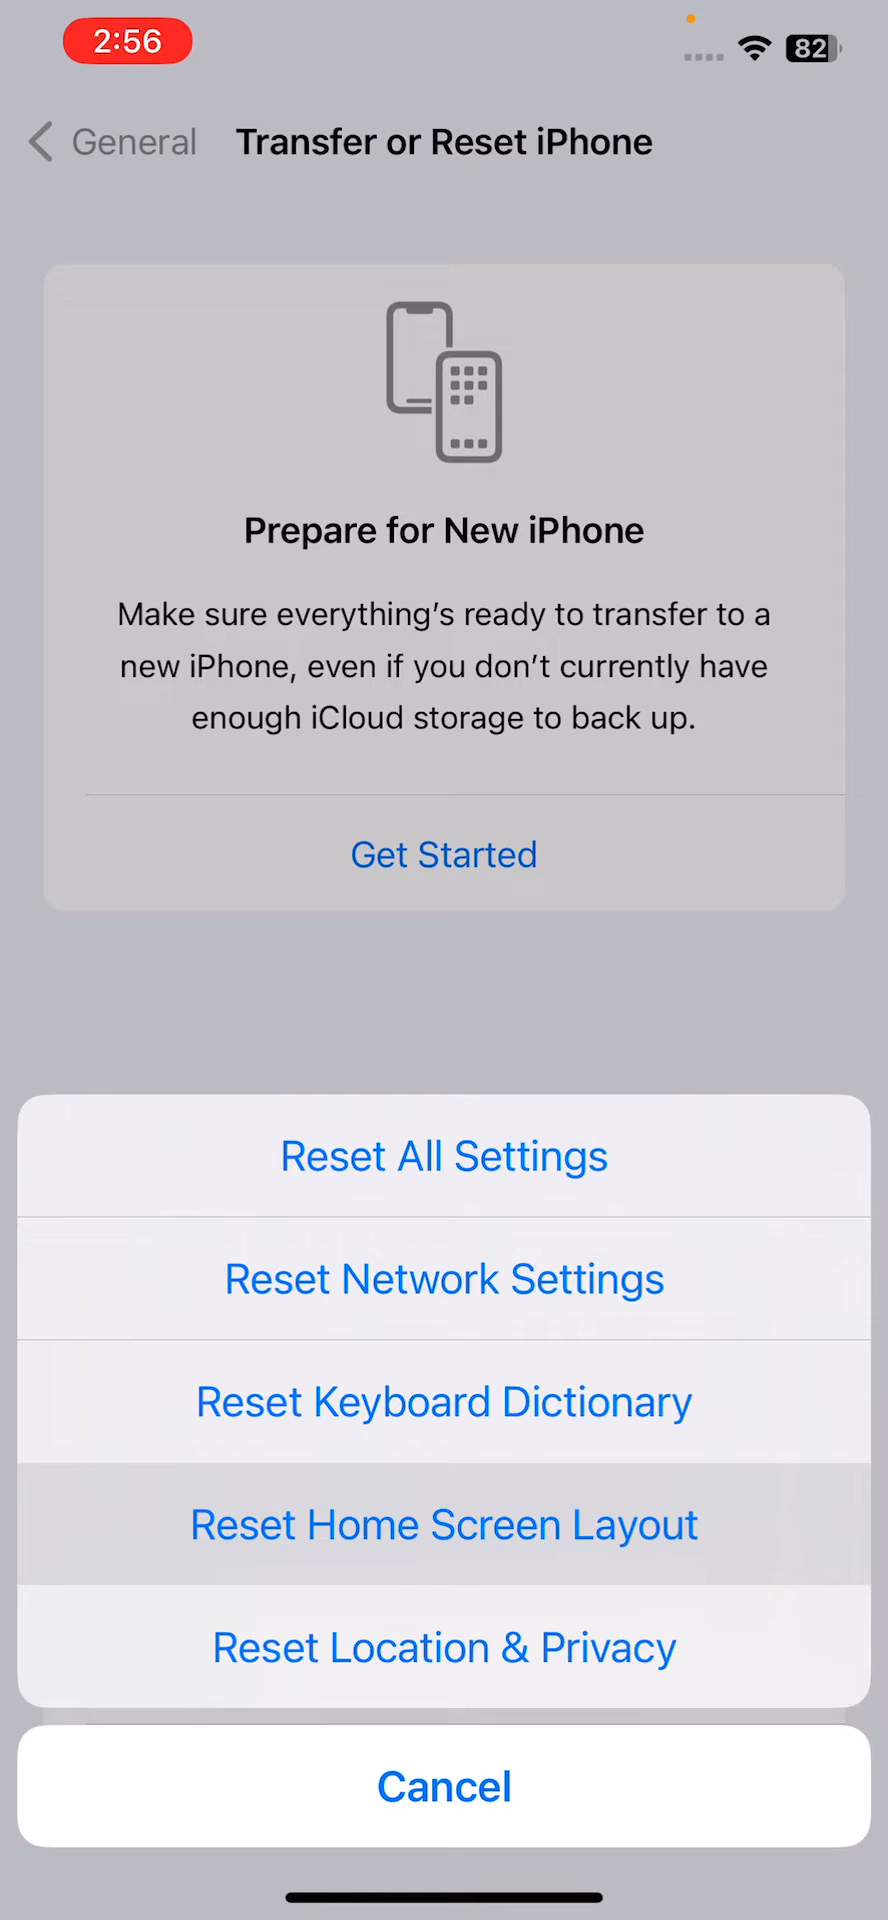 2:56
82
General
Transfer or Reset iPhone
Prepare for New iPhone
Make sure everything's ready to transfer to a
new iPhone, even if you don't currently have
enough iCloud storage to back up.
Get Started
Reset All Settings
Reset Network Settings
Reset Keyboard Dictionary
Reset Home Screen Layout
Reset Location & Privacy
Cancel